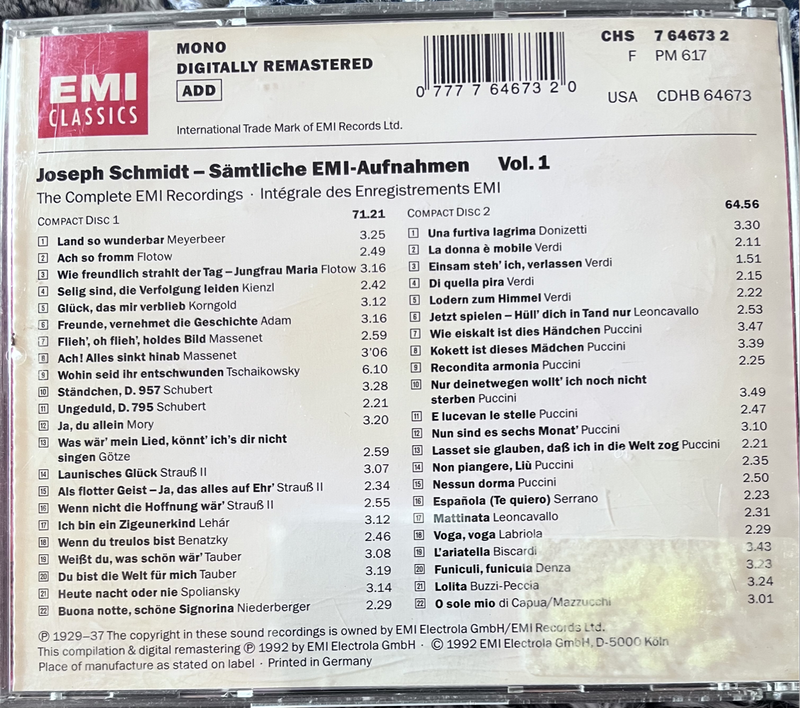 EMI
CLASSICS
MONO
DIGITALLY REMASTERED
ADD
International Trade Mark of EMI Records Ltd.
0 777 7 64673 2 0
CHS 7 64673 2
F PM 617
USA CDHB 64673
Joseph Schmidt – Sämtliche EMI-Aufnahmen Vol. 1
The Complete EMI Recordings · Intégrale des Enregistrements EMI
COMPACT DISC 1 71.21
1 Land so wunderbar Meyerbeer 3.25
2 Ach so fromm Flotow 2.49
3 Wie freundlich strahlt der Tag – Jungfrau Maria Flotow 3.16
4 Selig sind, die Verfolgung leiden Kienzl 2.42
5 Glück, das mir verblieb Korngold 3.12
6 Freunde, vernehmet die Geschichte Adam 3.16
7 Flieh', oh flieh', holdes Bild Massenet 2.59
8 Ach! Alles sinkt hinab Massenet 3'06
9 Wohin seid ihr entschwunden Tschaikowsky 6.10
10 Ständchen, D. 957 Schubert 3.28
11 Ungeduld, D. 795 Schubert 2.21
12 Ja, du allein Mory 3.20
13 Was wär' mein Lied, könnt' ich's dir nicht
singen Götze 2.59
14 Launisches Glück Strauß II 3.07
15 Als flotter Geist – Ja, das alles auf Ehr' Strauß II 2.34
16 Wenn nicht die Hoffnung wär' Strauß II 2.55
17 Ich bin ein Zigeunerkind Lehár 3.12
18 Wenn du treulos bist Benatzky 2.46
19 Weißt du, was schön wär' Tauber 3.08
20 Du bist die Welt für mich Tauber 3.19
21 Heute nacht oder nie Spoliansky 3.14
22 Buona notte, schöne Signorina Niederberger 2.29
COMPACT DISC 2 64.56
1 Una furtiva lagrima Donizetti 3.30
2 La donna è mobile Verdi 2.11
3 Einsam steh' ich, verlassen Verdi 1.51
4 Di quella pira Verdi 2.15
5 Lodern zum Himmel Verdi 2.22
6 Jetzt spielen – Hüll' dich in Tand nur Leoncavallo 2.53
7 Wie eiskalt ist dies Händchen Puccini 3.47
8 Kokett ist dieses Mädchen Puccini 3.39
9 Recondita armonia Puccini 2.25
10 Nur deinetwegen wollt' ich noch nicht
sterben Puccini 3.49
11 E lucevan le stelle Puccini 2.47
12 Nun sind es sechs Monat' Puccini 3.10
13 Lasset sie glauben, daß ich in die Welt zog Puccini 2.21
14 Non piangere, Liù Puccini 2.35
15 Nessun dorma Puccini 2.50
16 Española (Te quiero) Serrano 2.23
17 Mattinata Leoncavallo 2.31
18 Voga, voga Labriola 2.29
19 L'ariatella Biscardi 3.43
20 Funiculi, funicula Denza 3.23
21 Lolita Buzzi-Peccia 3.24
22 O sole mio di Capua/Mazzucchi 3.01
℗ 1929–37 The copyright in these sound recordings is owned by EMI Electrola GmbH/EMI Records Ltd.
This compilation & digital remastering ℗ 1992 by EMI Electrola GmbH · © 1992 EMI Electrola GmbH, D-5000 Köln
Place of manufacture as stated on label · Printed in Germany